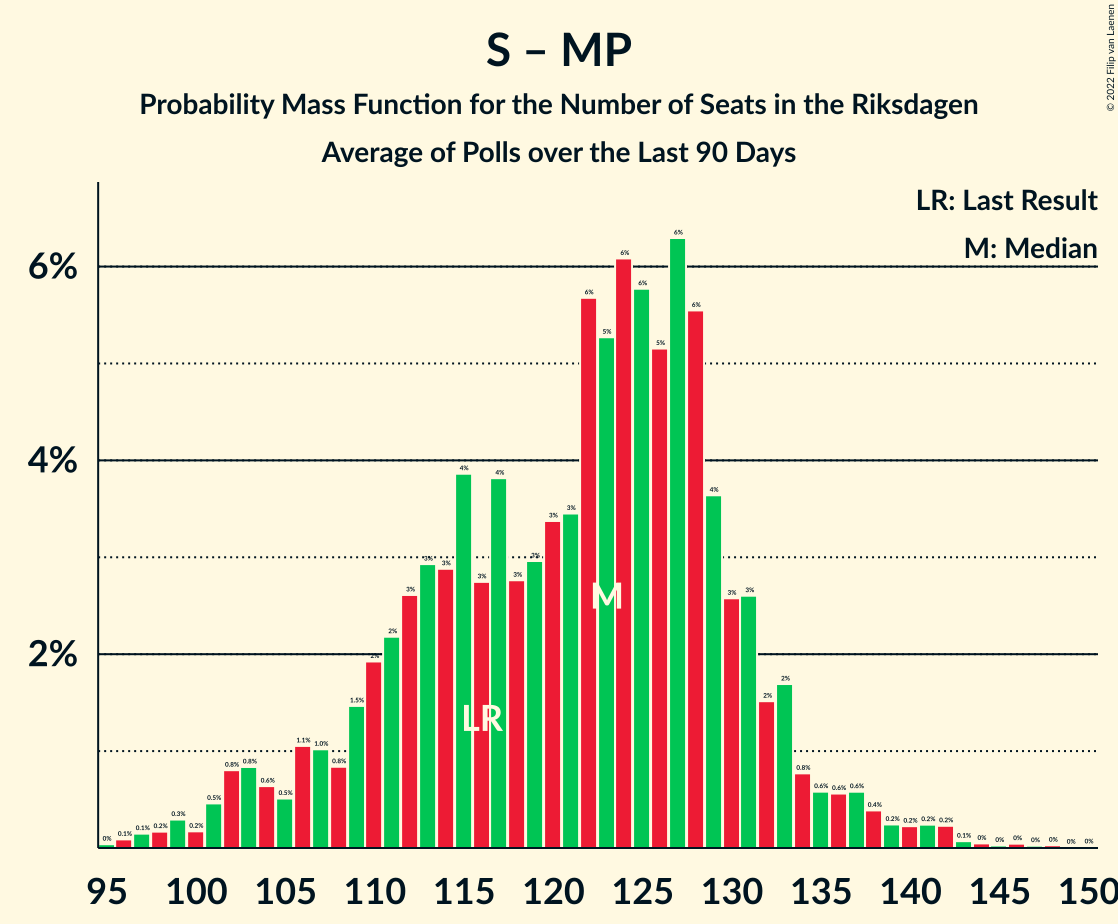 S – MP
Probability Mass Function for the Number of Seats in the Riksdagen
Average of Polls over the Last 90 Days
© 2022 Filip van Laenen
LR: Last Result
M: Median
6%
4%
2%
0% 0.1% 0.1% 0.2% 0.3% 0.2% 0.5% 0.8% 0.8% 0.6% 0.5% 1.1% 1.0% 0.8% 1.5% 2% 2% 3% 3% 3% 4% 3% 4% 3% 3% 3% 3% 6% 5% 6% 6% 5% 6% 6% 4% 3% 3% 2% 2% 0.8% 0.6% 0.6% 0.6% 0.4% 0.2% 0.2% 0.2% 0.2% 0.1% 0% 0% 0% 0% 0% 0% 0%
M
LR
95 100 105 110 115 120 125 130 135 140 145 150